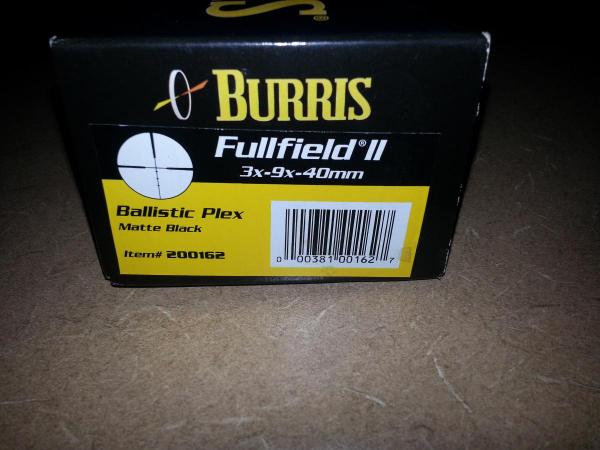 S®
BURRIS
Fullfield® II
3x-9x-40mm
Ballistic Plex
Matte Black
Item# 200162
0 00381 00162 7